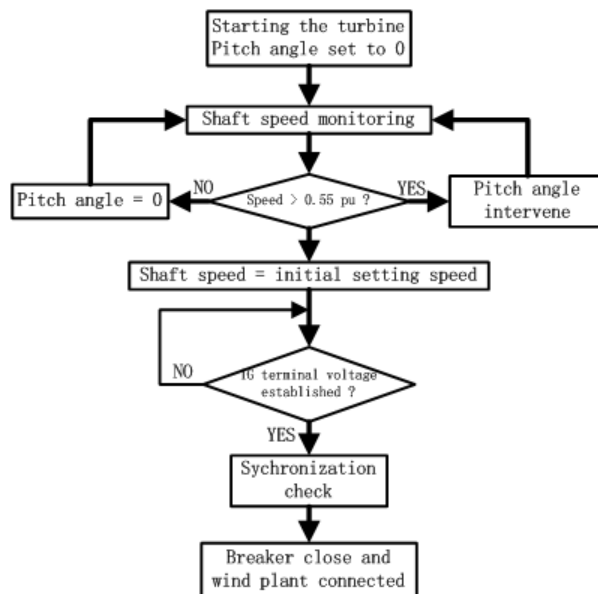 Starting the turbine
Pitch angle set to 0
Shaft speed monitoring
NO
YES
Pitch angle = 0
Speed > 0.55 pu ?
Pitch angle
intervene
Shaft speed = initial setting speed
IG terminal voltage
established ?
NO
YES
Sychronization
check
Breaker close and
wind plant connected